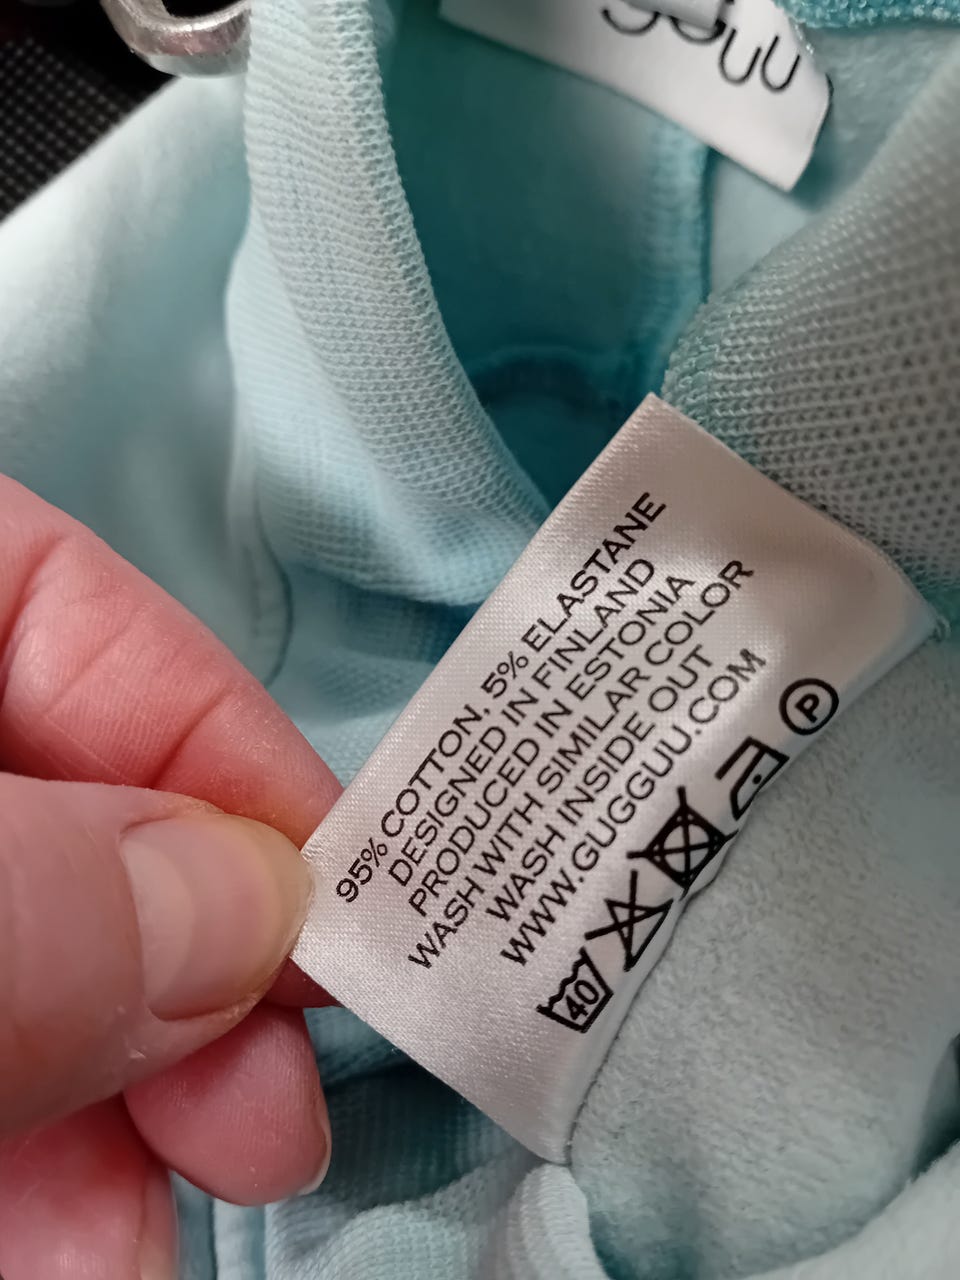 gguu
95% COTTON, 5% ELASTANE
DESIGNED IN FINLAND
PRODUCED IN ESTONIA
WASH WITH SIMILAR COLOR
WASH INSIDE OUT
WWW.GUGGUU.COM
40 P